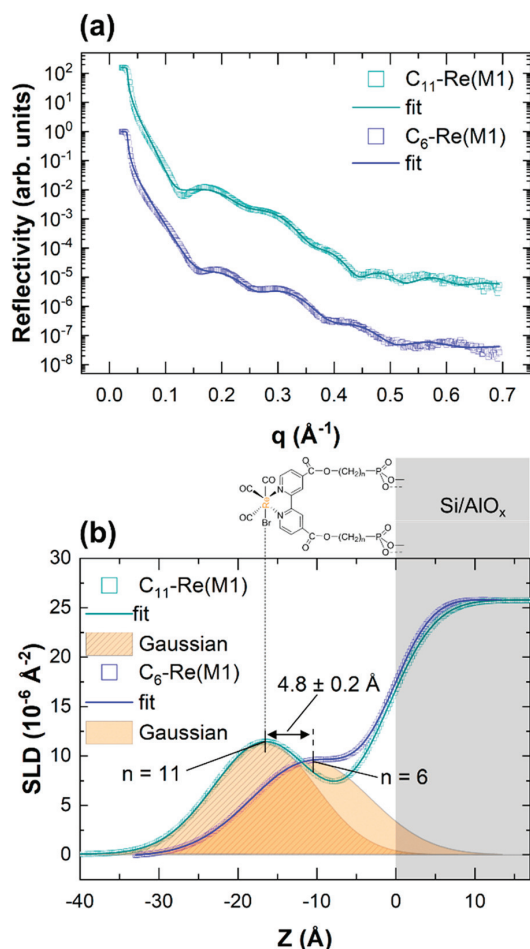 (a)
Reflectivity (arb. units)
10²
10¹
10⁰
10⁻¹
10⁻²
10⁻³
10⁻⁴
10⁻⁵
10⁻⁶
10⁻⁷
10⁻⁸
C₁₁-Re(M1)
fit
C₆-Re(M1)
fit
0.0 0.1 0.2 0.3 0.4 0.5 0.6 0.7
q (Å⁻¹)
CO
CO
CO
Re
Br
N
N
O
C-O-(CH₂)ₙ-P-O
O
O
O
C-O-(CH₂)ₙ-P-O
O
O
Si/AlOₓ
(b)
SLD (10⁻⁶ Å⁻²)
30
25
20
15
10
5
0
C₁₁-Re(M1)
fit
Gaussian
C₆-Re(M1)
fit
Gaussian
4.8 ± 0.2 Å
n = 11
n = 6
-40 -30 -20 -10 0 10
Z (Å)